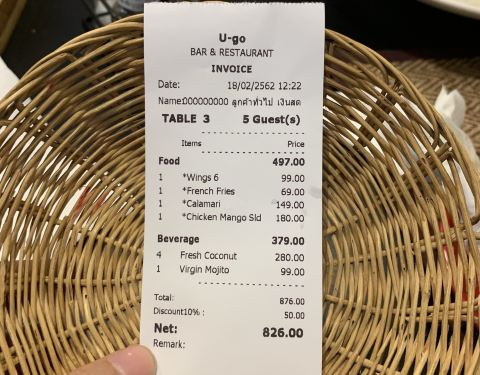 U-go
BAR & RESTAURANT
INVOICE
Date: 18/02/2562 12:22
Name:000000000 ลูกค้าทั่วไป เงินสด
TABLE 3 5 Guest(s)
Items Price
Food 497.00
1 *Wings 6 99.00
1 *French Fries 69.00
1 *Calamari 149.00
1 *Chicken Mango Sld 180.00
Beverage 379.00
4 Fresh Coconut 280.00
1 Virgin Mojito 99.00
Total: 876.00
Discount10% : 50.00
Net: 826.00
Remark: